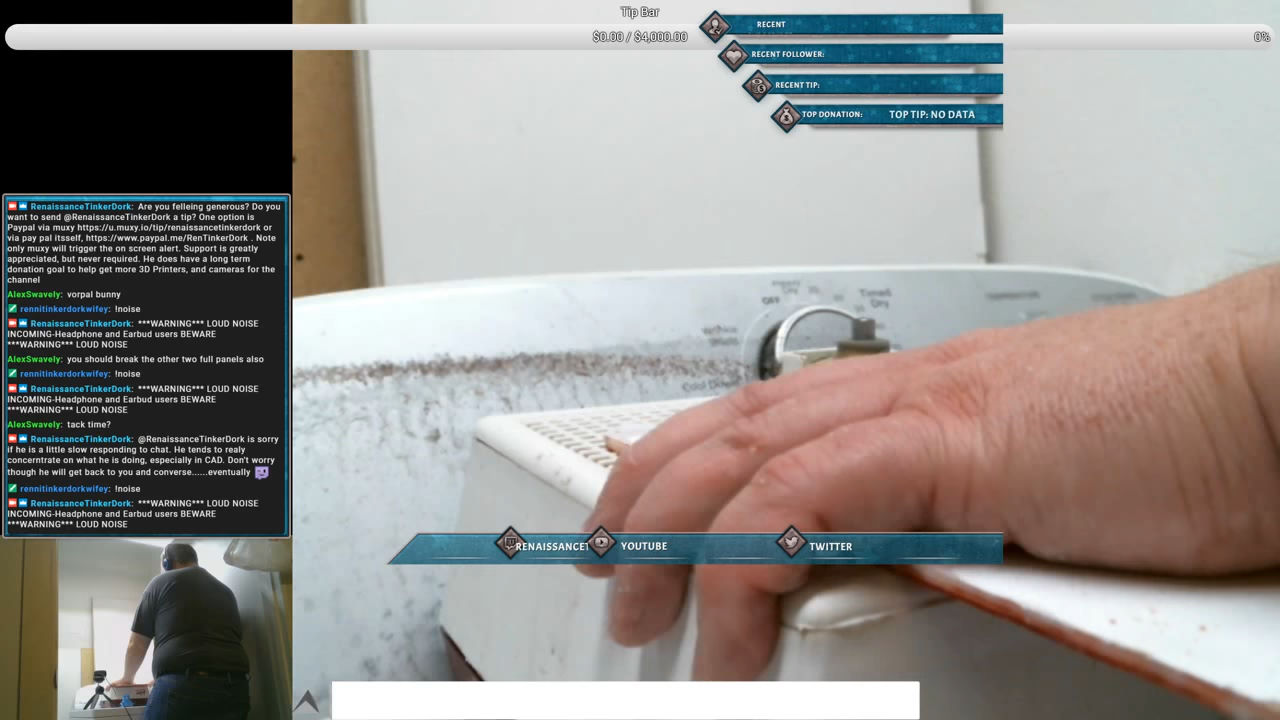 Tip Bar
$0.00 / $4,000.00
0%
RECENT
RECENT FOLLOWER:
RECENT TIP:
TOP DONATION: TOP TIP: NO DATA
RenaissanceTinkerDork: Are you felleing generous? Do you
want to send @RenaissanceTinkerDork a tip? One option is
Paypal via muxy https://u.muxy.io/tip/renaissancetinkerdork or
via pay pal itsself, https://www.paypal.me/RenTinkerDork . Note
only muxy will trigger the on screen alert. Support is greatly
appreciated, but never required. He does have a long term
donation goal to help get more 3D Printers, and cameras for the
channel
AlexSwavely: vorpal bunny
rennitinkerdorkwifey: !noise
RenaissanceTinkerDork: ***WARNING*** LOUD NOISE
INCOMING-Headphone and Earbud users BEWARE
***WARNING*** LOUD NOISE
AlexSwavely: you should break the other two full panels also
rennitinkerdorkwifey: !noise
RenaissanceTinkerDork: ***WARNING*** LOUD NOISE
INCOMING-Headphone and Earbud users BEWARE
***WARNING*** LOUD NOISE
AlexSwavely: tack time?
RenaissanceTinkerDork: @RenaissanceTinkerDork is sorry
if he is a little slow responding to chat. He tends to realy
concerntrate on what he is doing, especially in CAD. Don't worry
though he will get back to you and converse......eventually
rennitinkerdorkwifey: !noise
RenaissanceTinkerDork: ***WARNING*** LOUD NOISE
INCOMING-Headphone and Earbud users BEWARE
***WARNING*** LOUD NOISE
OFF
Timed
Dry
Cool Down
RENAISSANCET
YOUTUBE
TWITTER